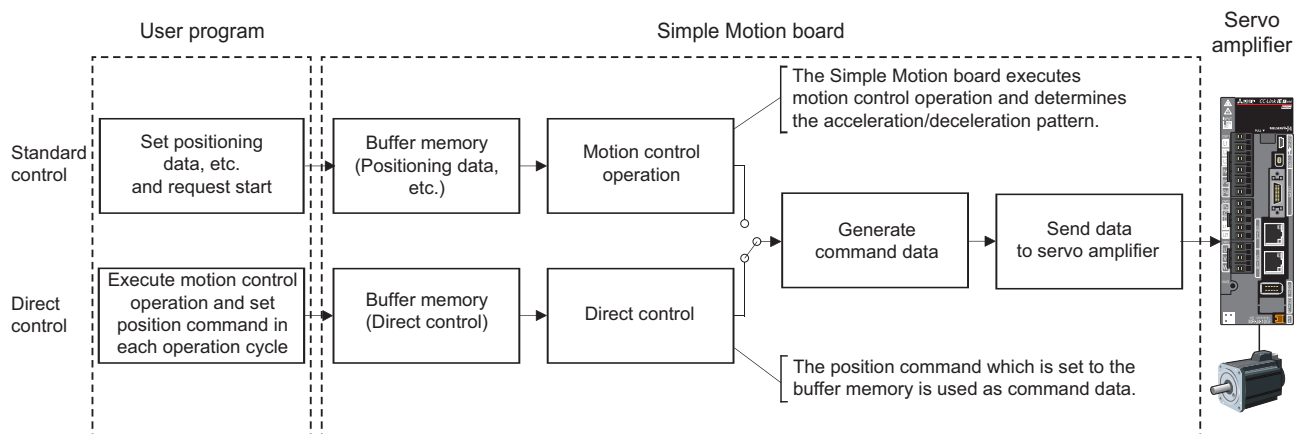 User program
Simple Motion board
Servo
amplifier
The Simple Motion board executes
motion control operation and determines
the acceleration/deceleration pattern.
Standard
control
Set positioning
data, etc.
and request start
Buffer memory
(Positioning data,
etc.)
Motion control
operation
Generate
command data
Send data
to servo amplifier
Direct
control
Execute motion control
operation and set
position command in
each operation cycle
Buffer memory
(Direct control)
Direct control
The position command which is set to the
buffer memory is used as command data.
CC-Link IE